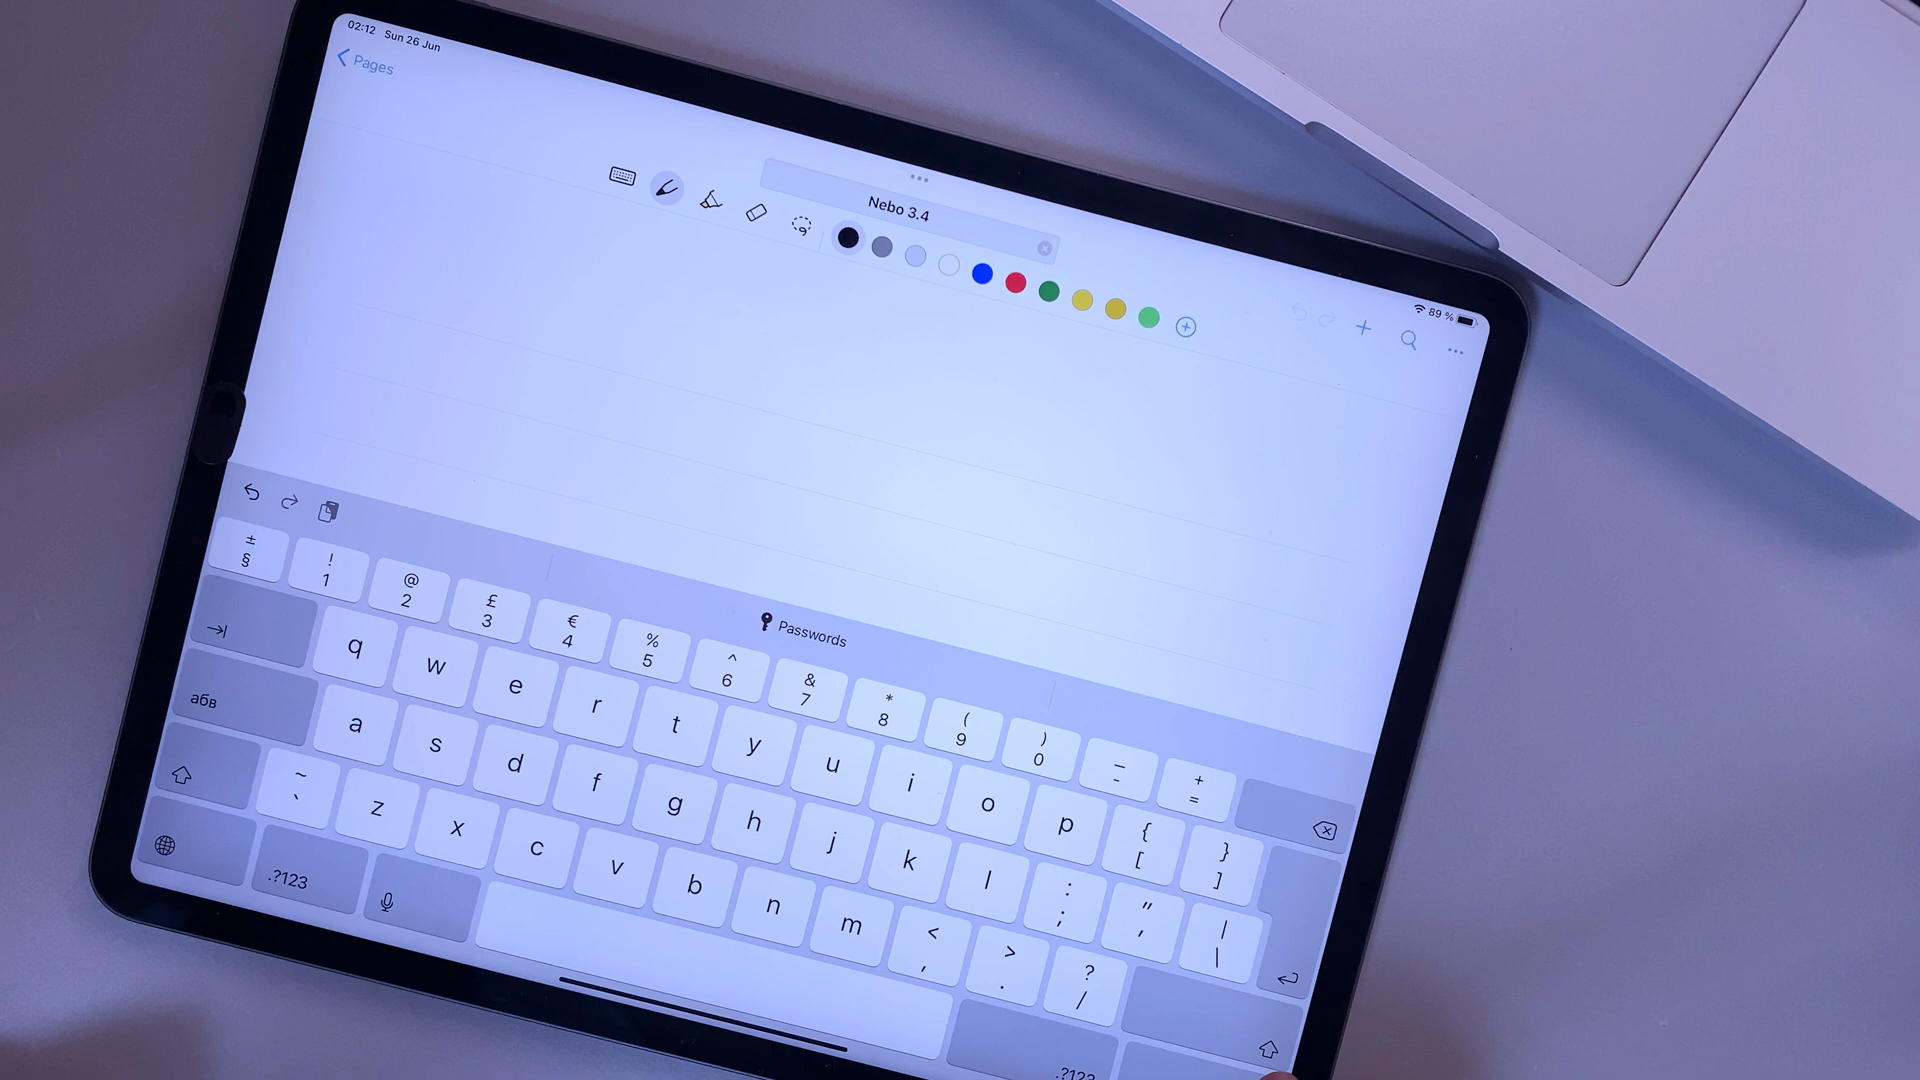 02:12 Sun 26 Jun
Pages
Nebo 3.4
89 %
Passwords
± ! @ £ € % ^ & * ( ) _ +
§ 1 2 3 4 5 6 7 8 9 0 - =
q w e r t y u i o p { }
[ ]
абв a s d f g h j k l : " |
; ' \
~ z x c v b n m < > ?
` , . /
.?123 .?123